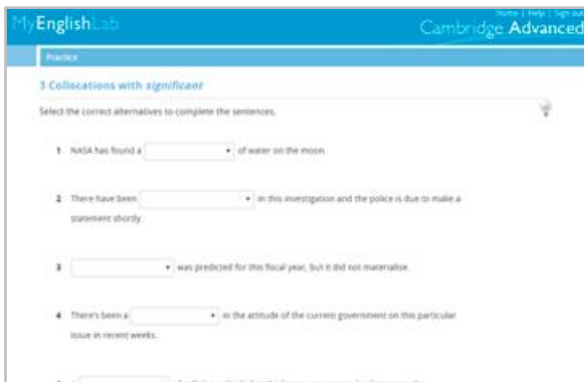 MyEnglishLab
Home | Help | Sign out
Cambridge Advanced
Practice
3 Collocations with significant
Select the correct alternatives to complete the sentences.
1 NASA has found a of water on the moon.
2 There have been in this investigation and the police is due to make a
statement shortly.
3 was predicted for this fiscal year, but it did not materialise.
4 There's been a in the attitude of the current government on this particular
issue in recent weeks.